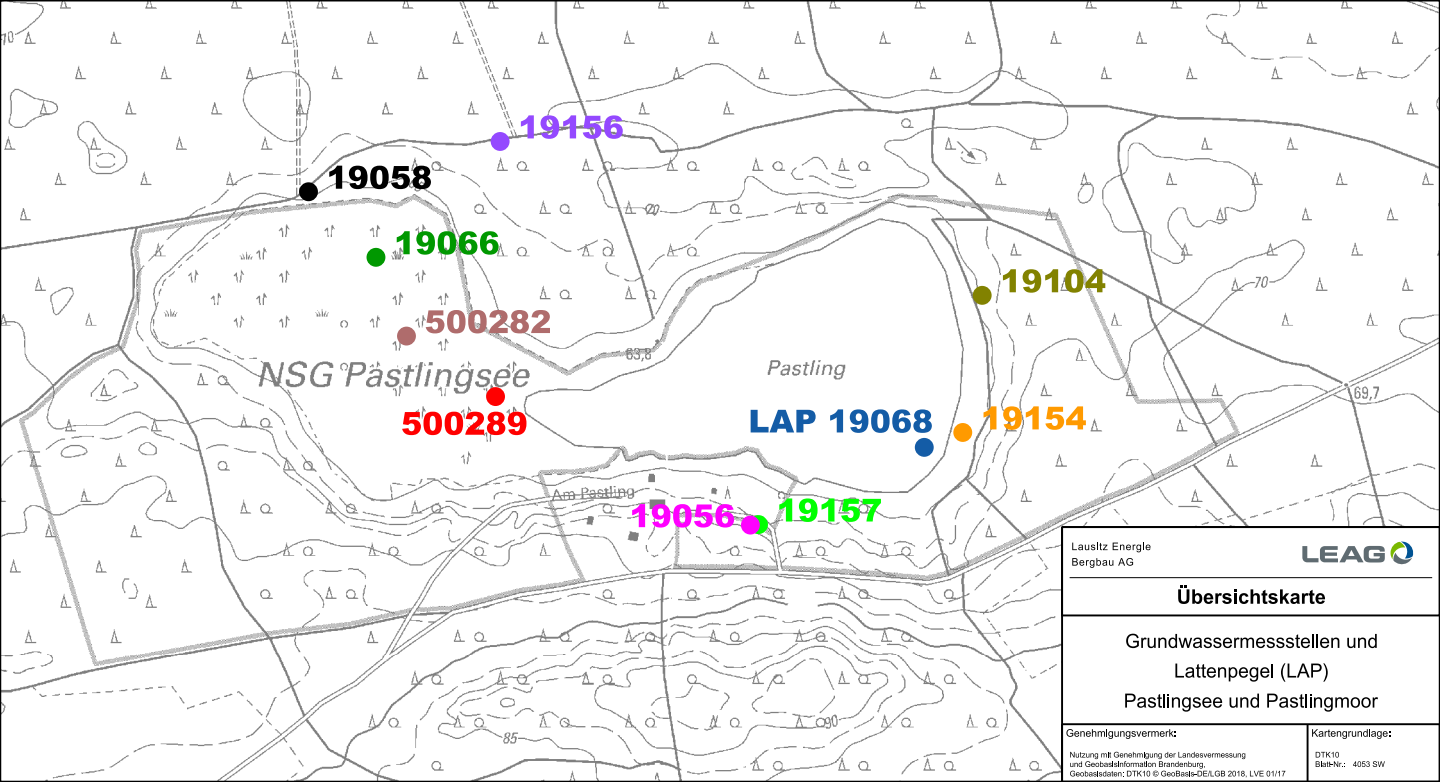 70
19156
19058
20
19066
19104
70
500282
63,8
NSG Pastlingsee
Pastling
69,7
500289
LAP 19068
19154
Am Pastling
19056
19157
85
90
Lausitz Energie
Bergbau AG
LEAG
Übersichtskarte
Grundwassermessstellen und
Lattenpegel (LAP)
Pastlingsee und Pastlingmoor
Genehmigungsvermerk:
Nutzung mit Genehmigung der Landesvermessung
und Geobasisinformation Brandenburg.
Geobasisdaten: DTK10 © GeoBasis-DE/LGB 2018, LVE 01/17
Kartengrundlage:
DTK10
Blatt-Nr.: 4053 SW